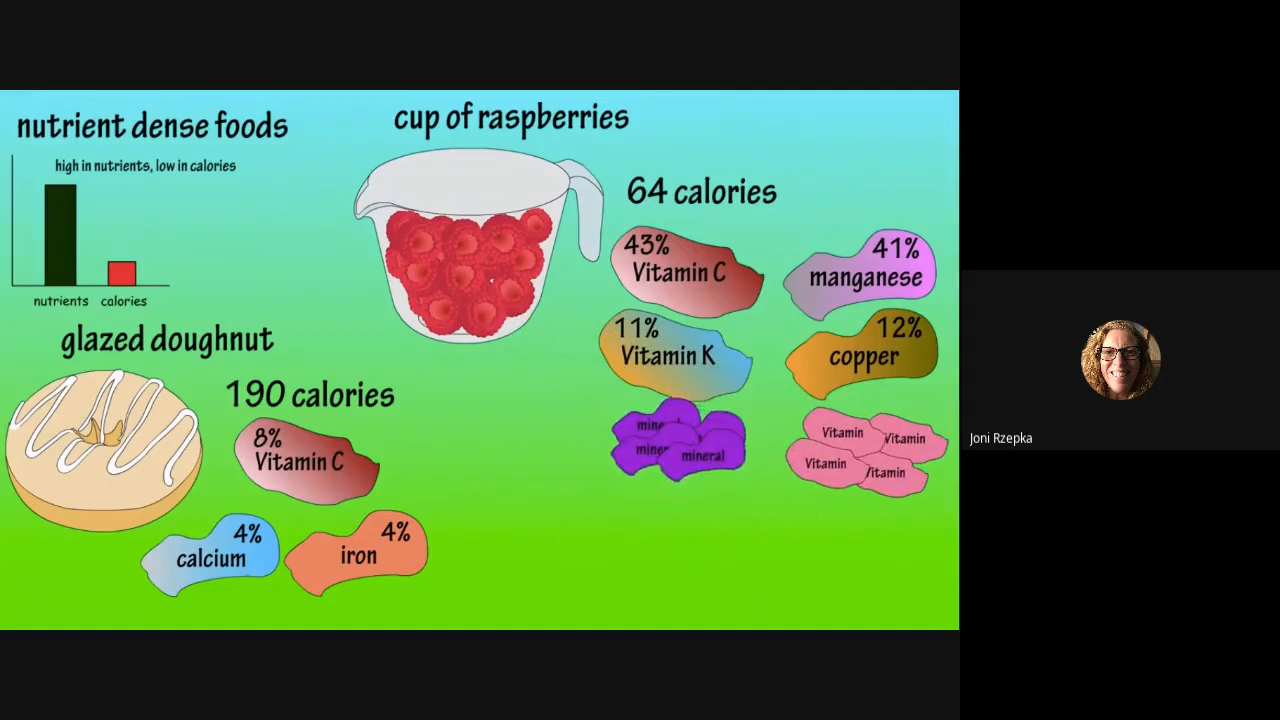 nutrient dense foods
high in nutrients, low in calories
nutrients calories
glazed doughnut
190 calories
8%
Vitamin C
4%
calcium
4%
iron
cup of raspberries
64 calories
43%
Vitamin C
41%
manganese
11%
Vitamin K
12%
copper
mineral
Vitamin
Vitamin
Vitamin
Joni Rzepka